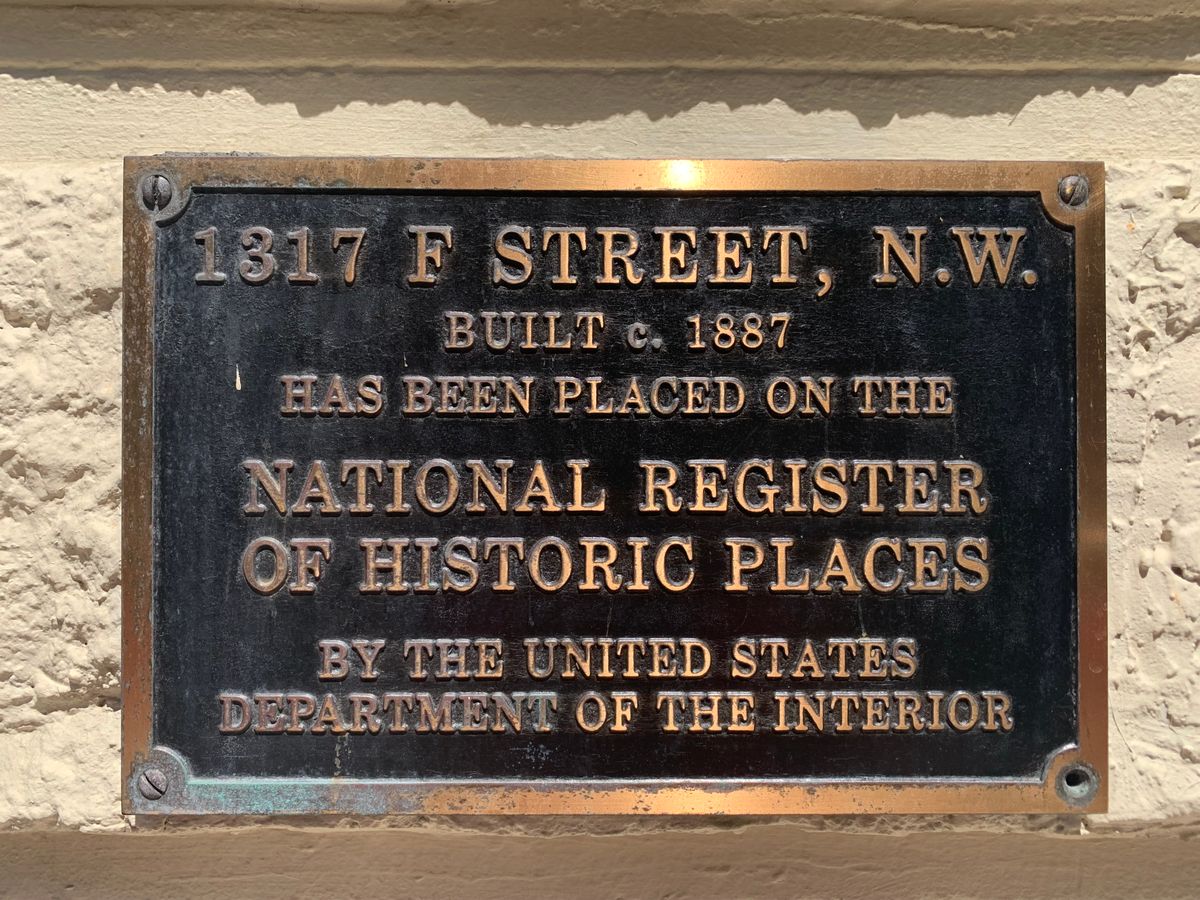 1317 F STREET, N.W.
BUILT c. 1887
HAS BEEN PLACED ON THE
NATIONAL REGISTER
OF HISTORIC PLACES
BY THE UNITED STATES
DEPARTMENT OF THE INTERIOR